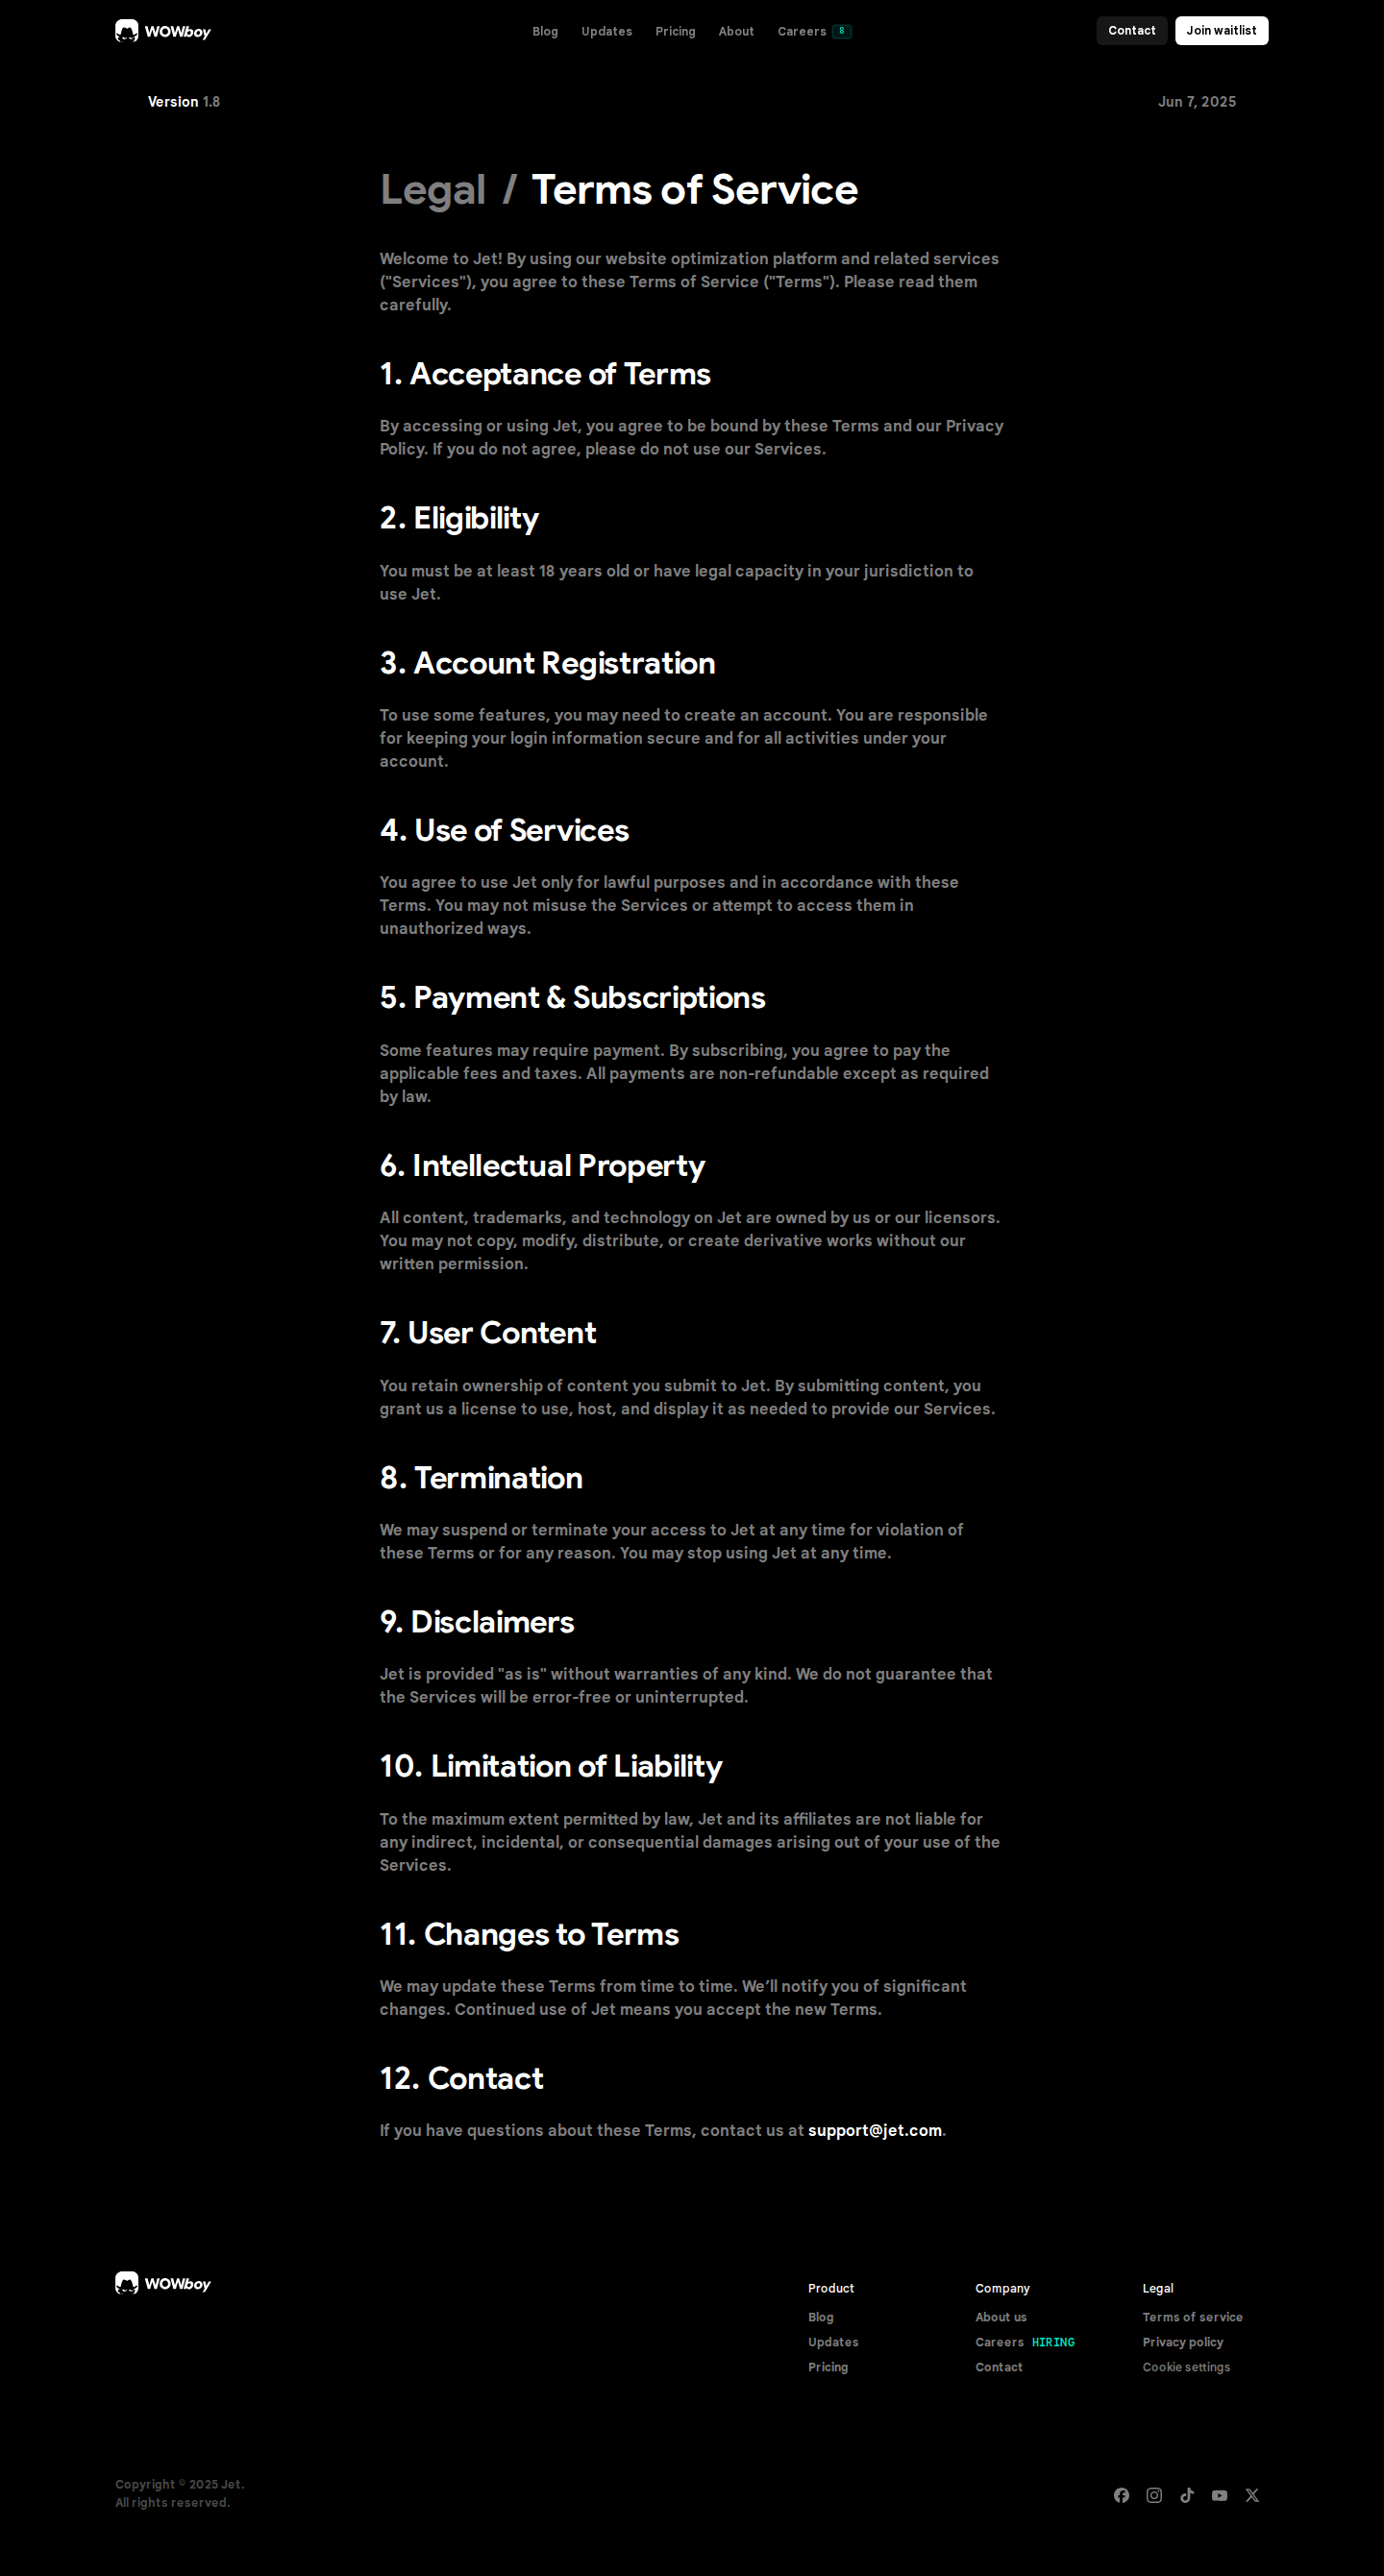 WOWboy
Blog Updates Pricing About Careers 8
Contact Join waitlist
Version 1.8 Jun 7, 2025
Legal / Terms of Service
Welcome to Jet! By using our website optimization platform and related services
("Services"), you agree to these Terms of Service ("Terms"). Please read them
carefully.
1. Acceptance of Terms
By accessing or using Jet, you agree to be bound by these Terms and our Privacy
Policy. If you do not agree, please do not use our Services.
2. Eligibility
You must be at least 18 years old or have legal capacity in your jurisdiction to
use Jet.
3. Account Registration
To use some features, you may need to create an account. You are responsible
for keeping your login information secure and for all activities under your
account.
4. Use of Services
You agree to use Jet only for lawful purposes and in accordance with these
Terms. You may not misuse the Services or attempt to access them in
unauthorized ways.
5. Payment & Subscriptions
Some features may require payment. By subscribing, you agree to pay the
applicable fees and taxes. All payments are non-refundable except as required
by law.
6. Intellectual Property
All content, trademarks, and technology on Jet are owned by us or our licensors.
You may not copy, modify, distribute, or create derivative works without our
written permission.
7. User Content
You retain ownership of content you submit to Jet. By submitting content, you
grant us a license to use, host, and display it as needed to provide our Services.
8. Termination
We may suspend or terminate your access to Jet at any time for violation of
these Terms or for any reason. You may stop using Jet at any time.
9. Disclaimers
Jet is provided "as is" without warranties of any kind. We do not guarantee that
the Services will be error-free or uninterrupted.
10. Limitation of Liability
To the maximum extent permitted by law, Jet and its affiliates are not liable for
any indirect, incidental, or consequential damages arising out of your use of the
Services.
11. Changes to Terms
We may update these Terms from time to time. We’ll notify you of significant
changes. Continued use of Jet means you accept the new Terms.
12. Contact
If you have questions about these Terms, contact us at support@jet.com.
WOWboy
Product
Blog
Updates
Pricing
Company
About us
Careers HIRING
Contact
Legal
Terms of service
Privacy policy
Cookie settings
Copyright © 2025 Jet.
All rights reserved.